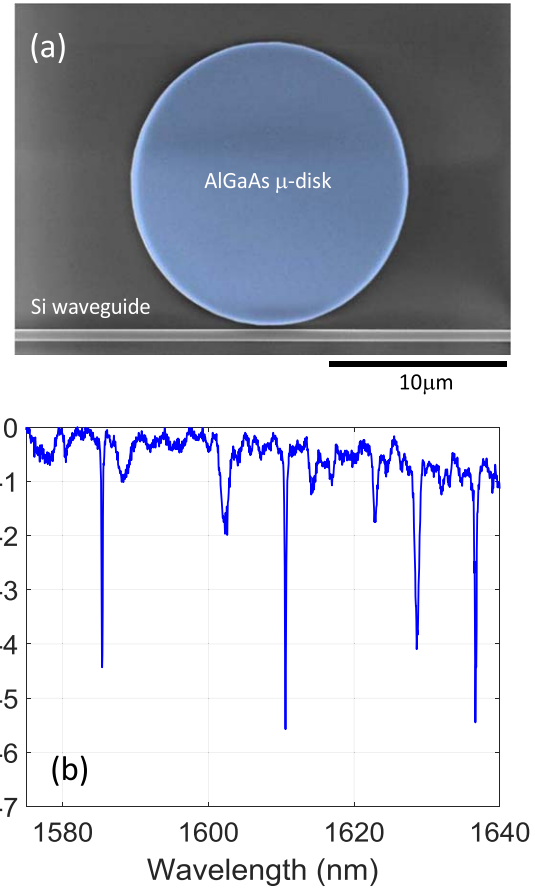 (a)
AlGaAs μ-disk
Si waveguide
10μm
0
-1
-2
-3
-4
-5
-6
-7
(b)
1580 1600 1620 1640
Wavelength (nm)